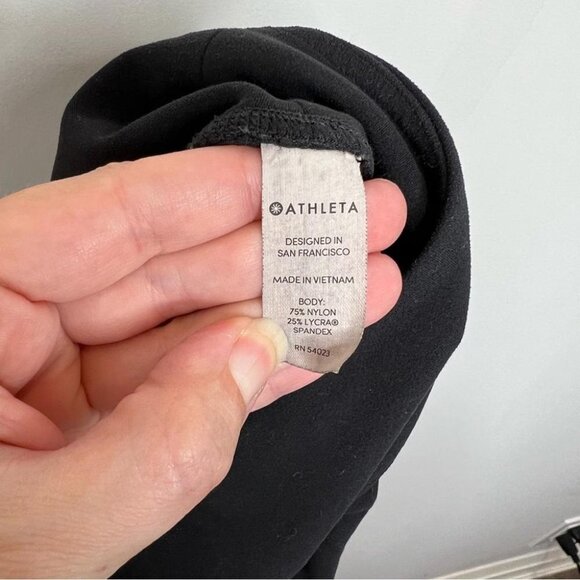 ATHLETA
DESIGNED IN
SAN FRANCISCO
MADE IN VIETNAM
BODY:
75% NYLON
25% LYCRA®
SPANDEX
RN 54023